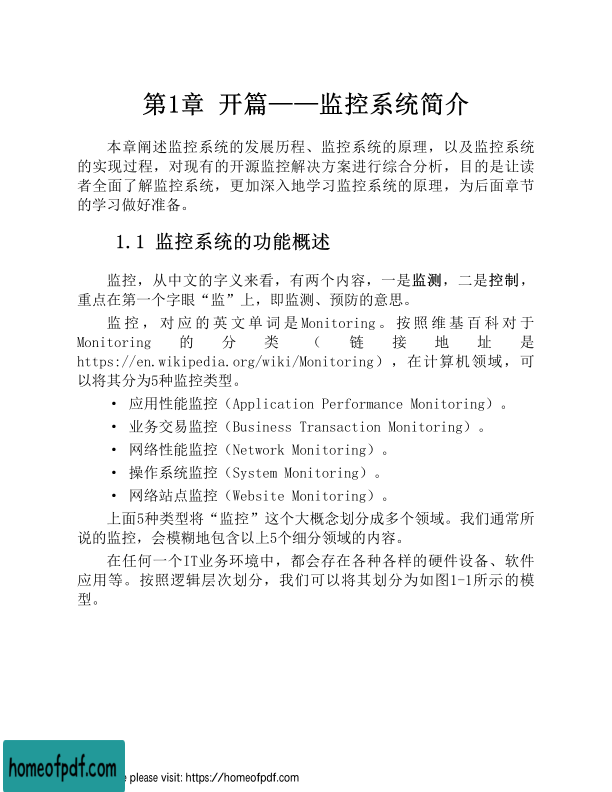 第1章 开篇——监控系统简介
本章阐述监控系统的发展历程、监控系统的原理，以及监控系统
的实现过程，对现有的开源监控解决方案进行综合分析，目的是让读
者全面了解监控系统，更加深入地学习监控系统的原理，为后面章节
的学习做好准备。
1.1 监控系统的功能概述
监控，从中文的字义来看，有两个内容，一是监测，二是控制，
重点在第一个字眼“监”上，即监测、预防的意思。
监控，对应的英文单词是Monitoring。按照维基百科对于
Monitoring的分类（链接地址是
https://en.wikipedia.org/wiki/Monitoring），在计算机领域，可
以将其分为5种监控类型。
• 应用性能监控（Application Performance Monitoring）。
• 业务交易监控（Business Transaction Monitoring）。
• 网络性能监控（Network Monitoring）。
• 操作系统监控（System Monitoring）。
• 网络站点监控（Website Monitoring）。
上面5种类型将“监控”这个大概念划分成多个领域。我们通常所
说的监控，会模糊地包含以上5个细分领域的内容。
在任何一个IT业务环境中，都会存在各种各样的硬件设备、软件
应用等。按照逻辑层次划分，我们可以将其划分为如图1-1所示的模
型。
homeofpdf.com
e please visit: https://homeofpdf.com